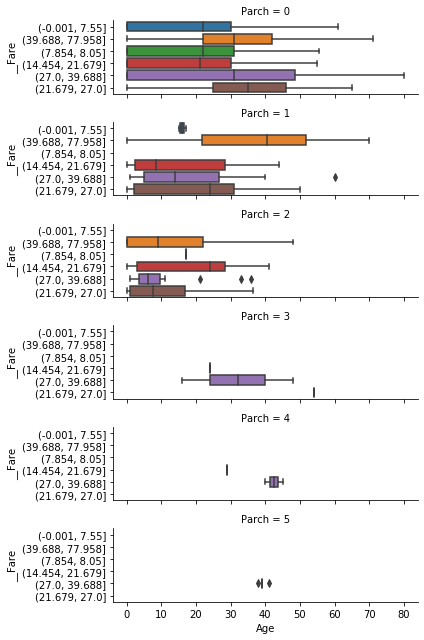 Parch = 0
(-0.001, 7.55]
(39.688, 77.958]
(7.854, 8.05]
(14.454, 21.679]
(27.0, 39.688]
(21.679, 27.0]
_Fare
Parch = 1
(-0.001, 7.55]
(39.688, 77.958]
(7.854, 8.05]
(14.454, 21.679]
(27.0, 39.688]
(21.679, 27.0]
_Fare
Parch = 2
(-0.001, 7.55]
(39.688, 77.958]
(7.854, 8.05]
(14.454, 21.679]
(27.0, 39.688]
(21.679, 27.0]
_Fare
Parch = 3
(-0.001, 7.55]
(39.688, 77.958]
(7.854, 8.05]
(14.454, 21.679]
(27.0, 39.688]
(21.679, 27.0]
_Fare
Parch = 4
(-0.001, 7.55]
(39.688, 77.958]
(7.854, 8.05]
(14.454, 21.679]
(27.0, 39.688]
(21.679, 27.0]
_Fare
Parch = 5
(-0.001, 7.55]
(39.688, 77.958]
(7.854, 8.05]
(14.454, 21.679]
(27.0, 39.688]
(21.679, 27.0]
_Fare
0 10 20 30 40 50 60 70 80
Age